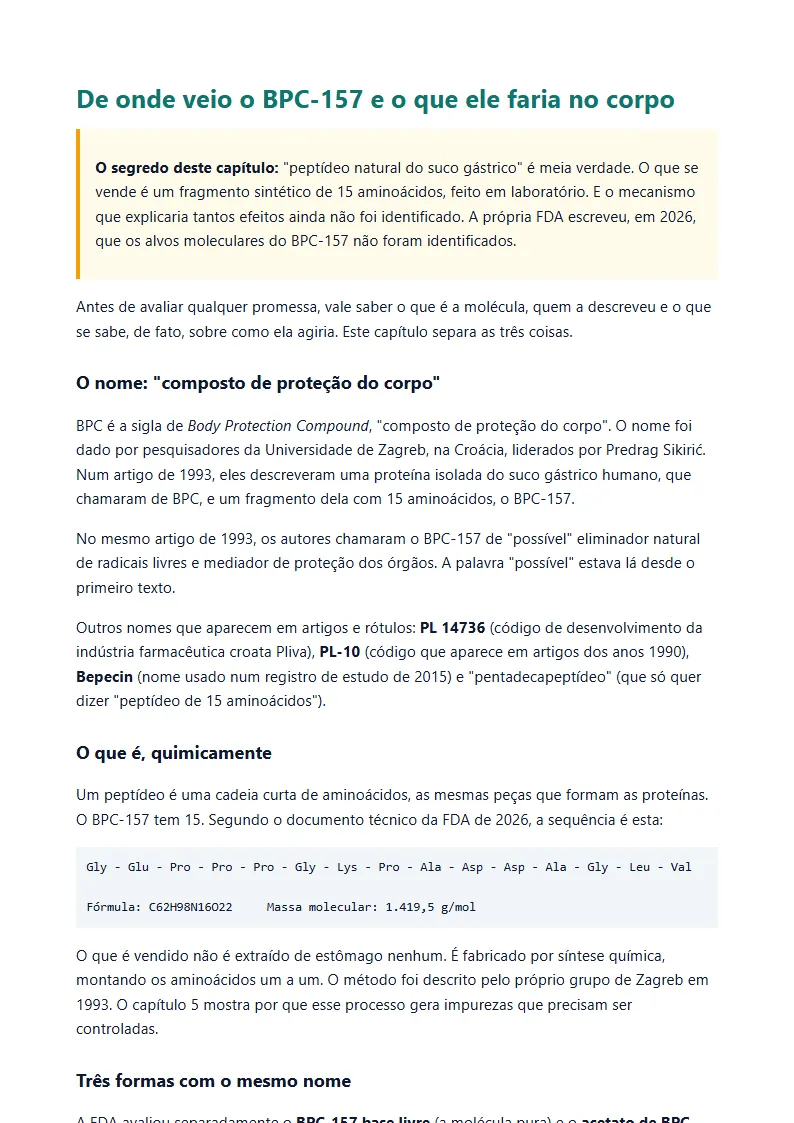 De onde veio o BPC-157 e o que ele faria no corpo
O segredo deste capítulo: "peptídeo natural do suco gástrico" é meia verdade. O que se
vende é um fragmento sintético de 15 aminoácidos, feito em laboratório. E o mecanismo
que explicaria tantos efeitos ainda não foi identificado. A própria FDA escreveu, em 2026,
que os alvos moleculares do BPC-157 não foram identificados.
Antes de avaliar qualquer promessa, vale saber o que é a molécula, quem a descreveu e o que
se sabe, de fato, sobre como ela agiria. Este capítulo separa as três coisas.
O nome: "composto de proteção do corpo"
BPC é a sigla de Body Protection Compound, "composto de proteção do corpo". O nome foi
dado por pesquisadores da Universidade de Zagreb, na Croácia, liderados por Predrag Sikirić.
Num artigo de 1993, eles descreveram uma proteína isolada do suco gástrico humano, que
chamaram de BPC, e um fragmento dela com 15 aminoácidos, o BPC-157.
No mesmo artigo de 1993, os autores chamaram o BPC-157 de "possível" eliminador natural
de radicais livres e mediador de proteção dos órgãos. A palavra "possível" estava lá desde o
primeiro texto.
Outros nomes que aparecem em artigos e rótulos: PL 14736 (código de desenvolvimento da
indústria farmacêutica croata Pliva), PL-10 (código que aparece em artigos dos anos 1990),
Bepecin (nome usado num registro de estudo de 2015) e "pentadecapeptídeo" (que só quer
dizer "peptídeo de 15 aminoácidos").
O que é, quimicamente
Um peptídeo é uma cadeia curta de aminoácidos, as mesmas peças que formam as proteínas.
O BPC-157 tem 15. Segundo o documento técnico da FDA de 2026, a sequência é esta:
Gly - Glu - Pro - Pro - Pro - Gly - Lys - Pro - Ala - Asp - Asp - Ala - Gly - Leu - Val
Fórmula: C62H98N16O22 Massa molecular: 1.419,5 g/mol
O que é vendido não é extraído de estômago nenhum. É fabricado por síntese química,
montando os aminoácidos um a um. O método foi descrito pelo próprio grupo de Zagreb em
1993. O capítulo 5 mostra por que esse processo gera impurezas que precisam ser
controladas.
Três formas com o mesmo nome
A FDA avaliou separadamente o BPC-157 base livre (a molécula pura) e o acetato de BPC-